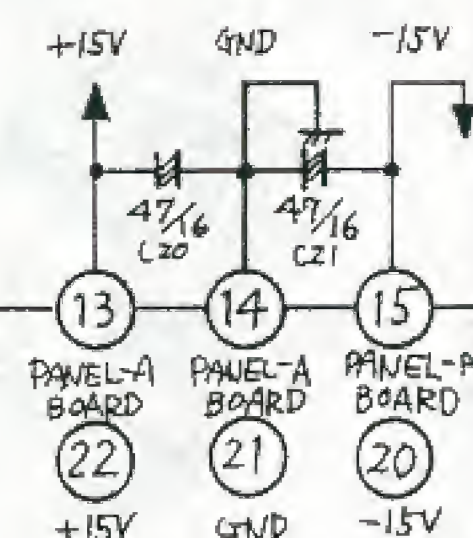 +15V GND -15V
47/16 47/16
C20 C21
13 14 15
PANEL-A PANEL-A PANEL-A
BOARD BOARD BOARD
22 21 20
+15V GND -15V